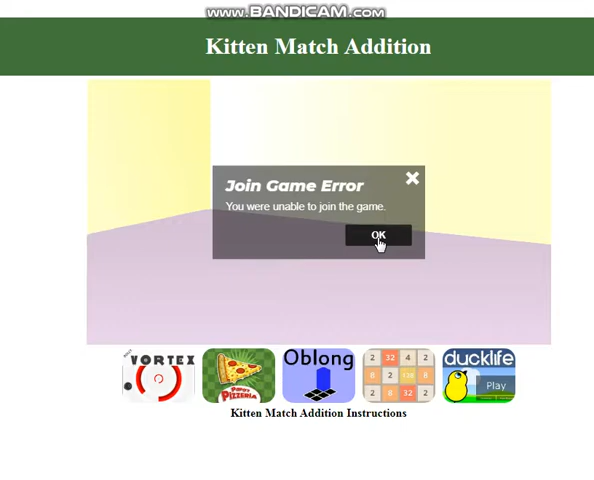 www.BANDICAM.com
Kitten Match Addition
Join Game Error
You were unable to join the game.
OK
VORTEX
PAPA'S PIZZERIA
Oblong
2 32 4 2
8 2 128 8
2 8 32 2
ducklife
Play
Kitten Match Addition Instructions